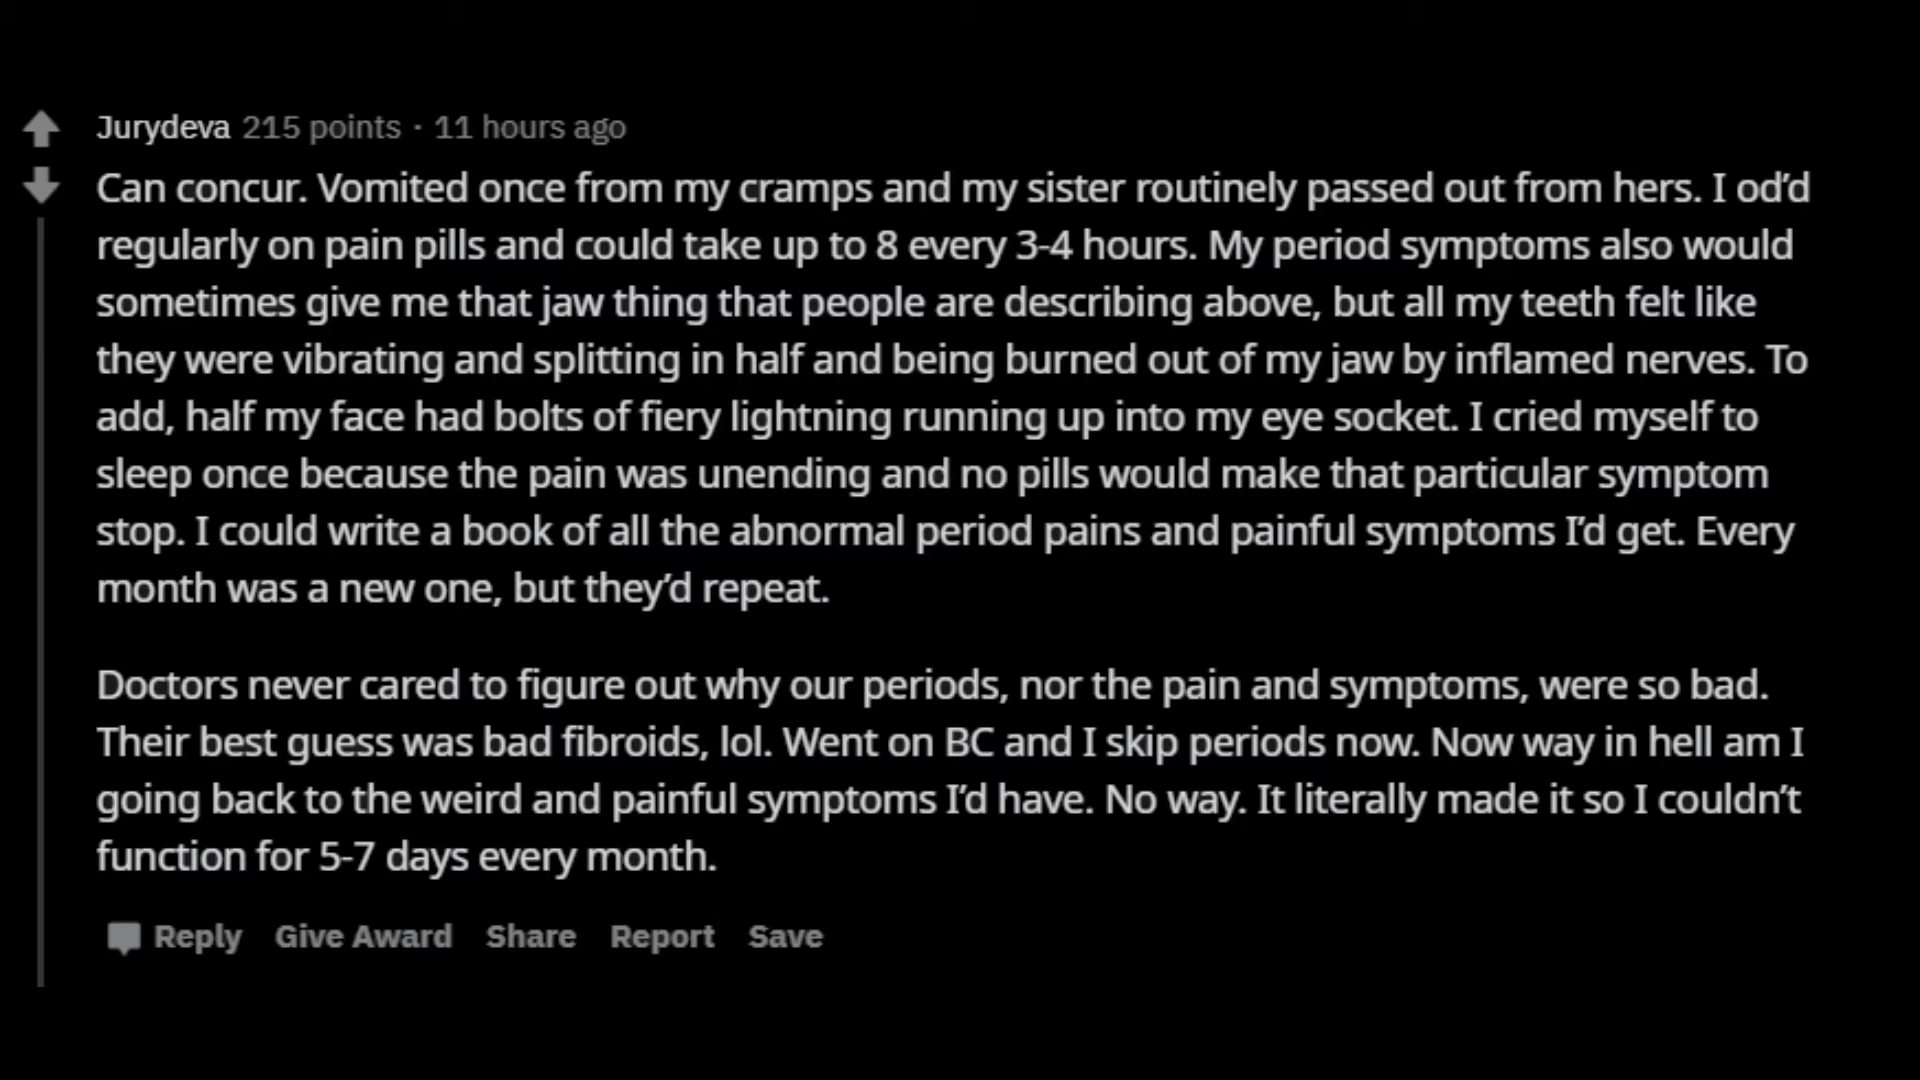 Jurydeva 215 points · 11 hours ago
Can concur. Vomited once from my cramps and my sister routinely passed out from hers. I od’d
regularly on pain pills and could take up to 8 every 3-4 hours. My period symptoms also would
sometimes give me that jaw thing that people are describing above, but all my teeth felt like
they were vibrating and splitting in half and being burned out of my jaw by inflamed nerves. To
add, half my face had bolts of fiery lightning running up into my eye socket. I cried myself to
sleep once because the pain was unending and no pills would make that particular symptom
stop. I could write a book of all the abnormal period pains and painful symptoms I’d get. Every
month was a new one, but they’d repeat.
Doctors never cared to figure out why our periods, nor the pain and symptoms, were so bad.
Their best guess was bad fibroids, lol. Went on BC and I skip periods now. Now way in hell am I
going back to the weird and painful symptoms I’d have. No way. It literally made it so I couldn’t
function for 5-7 days every month.
Reply Give Award Share Report Save